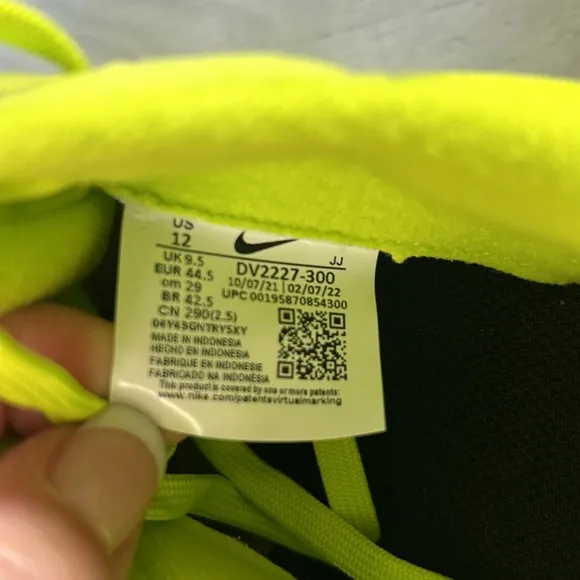 US
12
UK 9.5
EUR 44.5
cm 29
BR 42.5
CN 290(2.5)
JJ
DV2227-300
10/07/21 02/07/22
UPC 00195870854300
04Y4SGNTRYSKY
MADE IN INDONESIA
HECHO EN INDONESIA
FABRIQUE EN INDONESIE
FABRICADO NA INDONESIA
This product is covered by one or more patents:
www.nike.com/patentsvirtualmarking